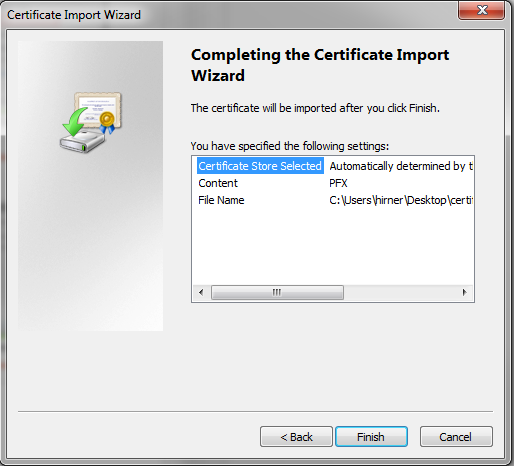 Certificate Import Wizard
Completing the Certificate Import
Wizard
The certificate will be imported after you click Finish.
You have specified the following settings:
Certificate Store Selected Automatically determined by t
Content PFX
File Name C:\Users\hirner\Desktop\certif
< Back Finish Cancel